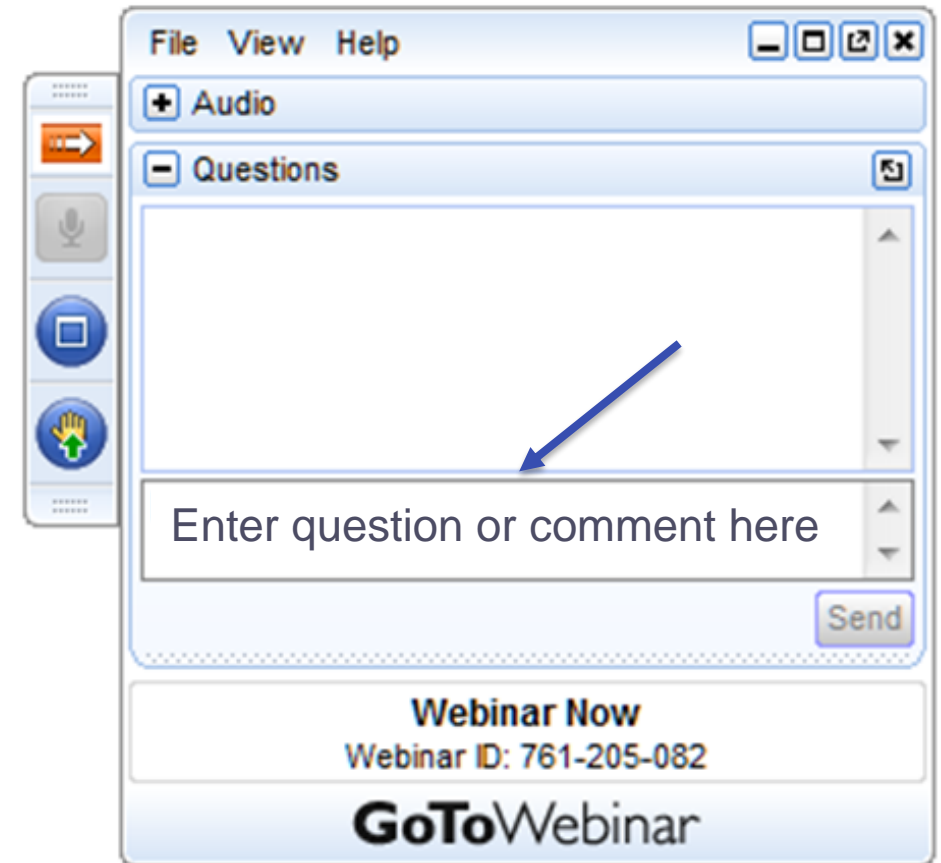 File View Help
Audio
Questions
Enter question or comment here
Send
Webinar Now
Webinar ID: 761-205-082
GoToWebinar